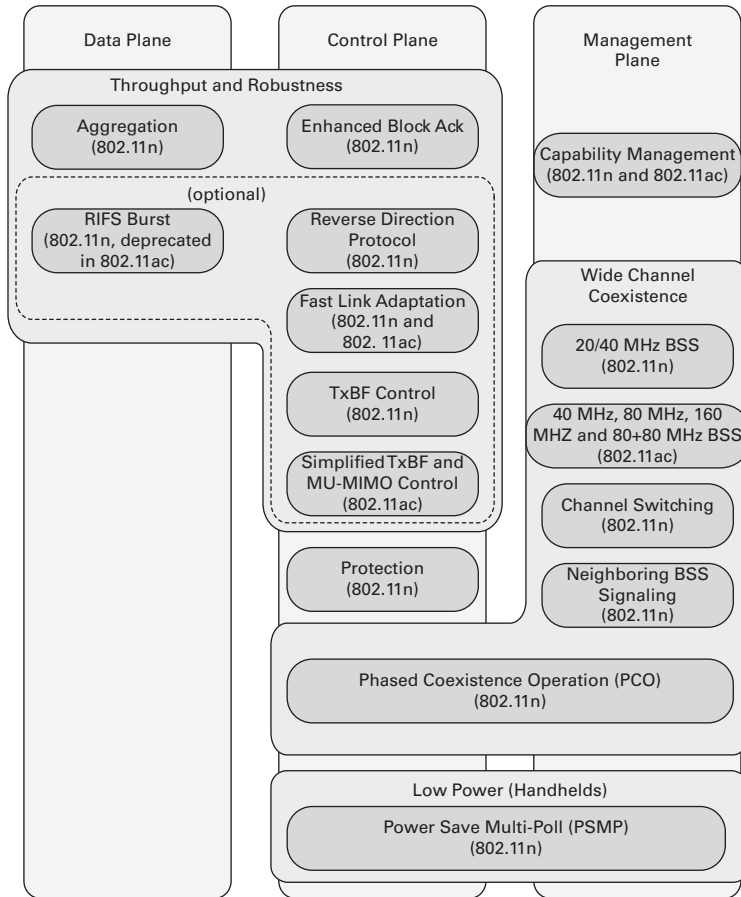 Data Plane
Control Plane
Management
Plane
Throughput and Robustness
Aggregation
(802.11n)
Enhanced Block Ack
(802.11n)
Capability Management
(802.11n and 802.11ac)
(optional)
RIFS Burst
(802.11n, deprecated
in 802.11ac)
Reverse Direction
Protocol
(802.11n)
Fast Link Adaptation
(802.11n and
802. 11ac)
TxBF Control
(802.11n)
Simplified TxBF and
MU-MIMO Control
(802.11ac)
Protection
(802.11n)
Wide Channel
Coexistence
20/40 MHz BSS
(802.11n)
40 MHz, 80 MHz, 160
MHZ and 80+80 MHz BSS
(802.11ac)
Channel Switching
(802.11n)
Neighboring BSS
Signaling
(802.11n)
Phased Coexistence Operation (PCO)
(802.11n)
Low Power (Handhelds)
Power Save Multi-Poll (PSMP)
(802.11n)